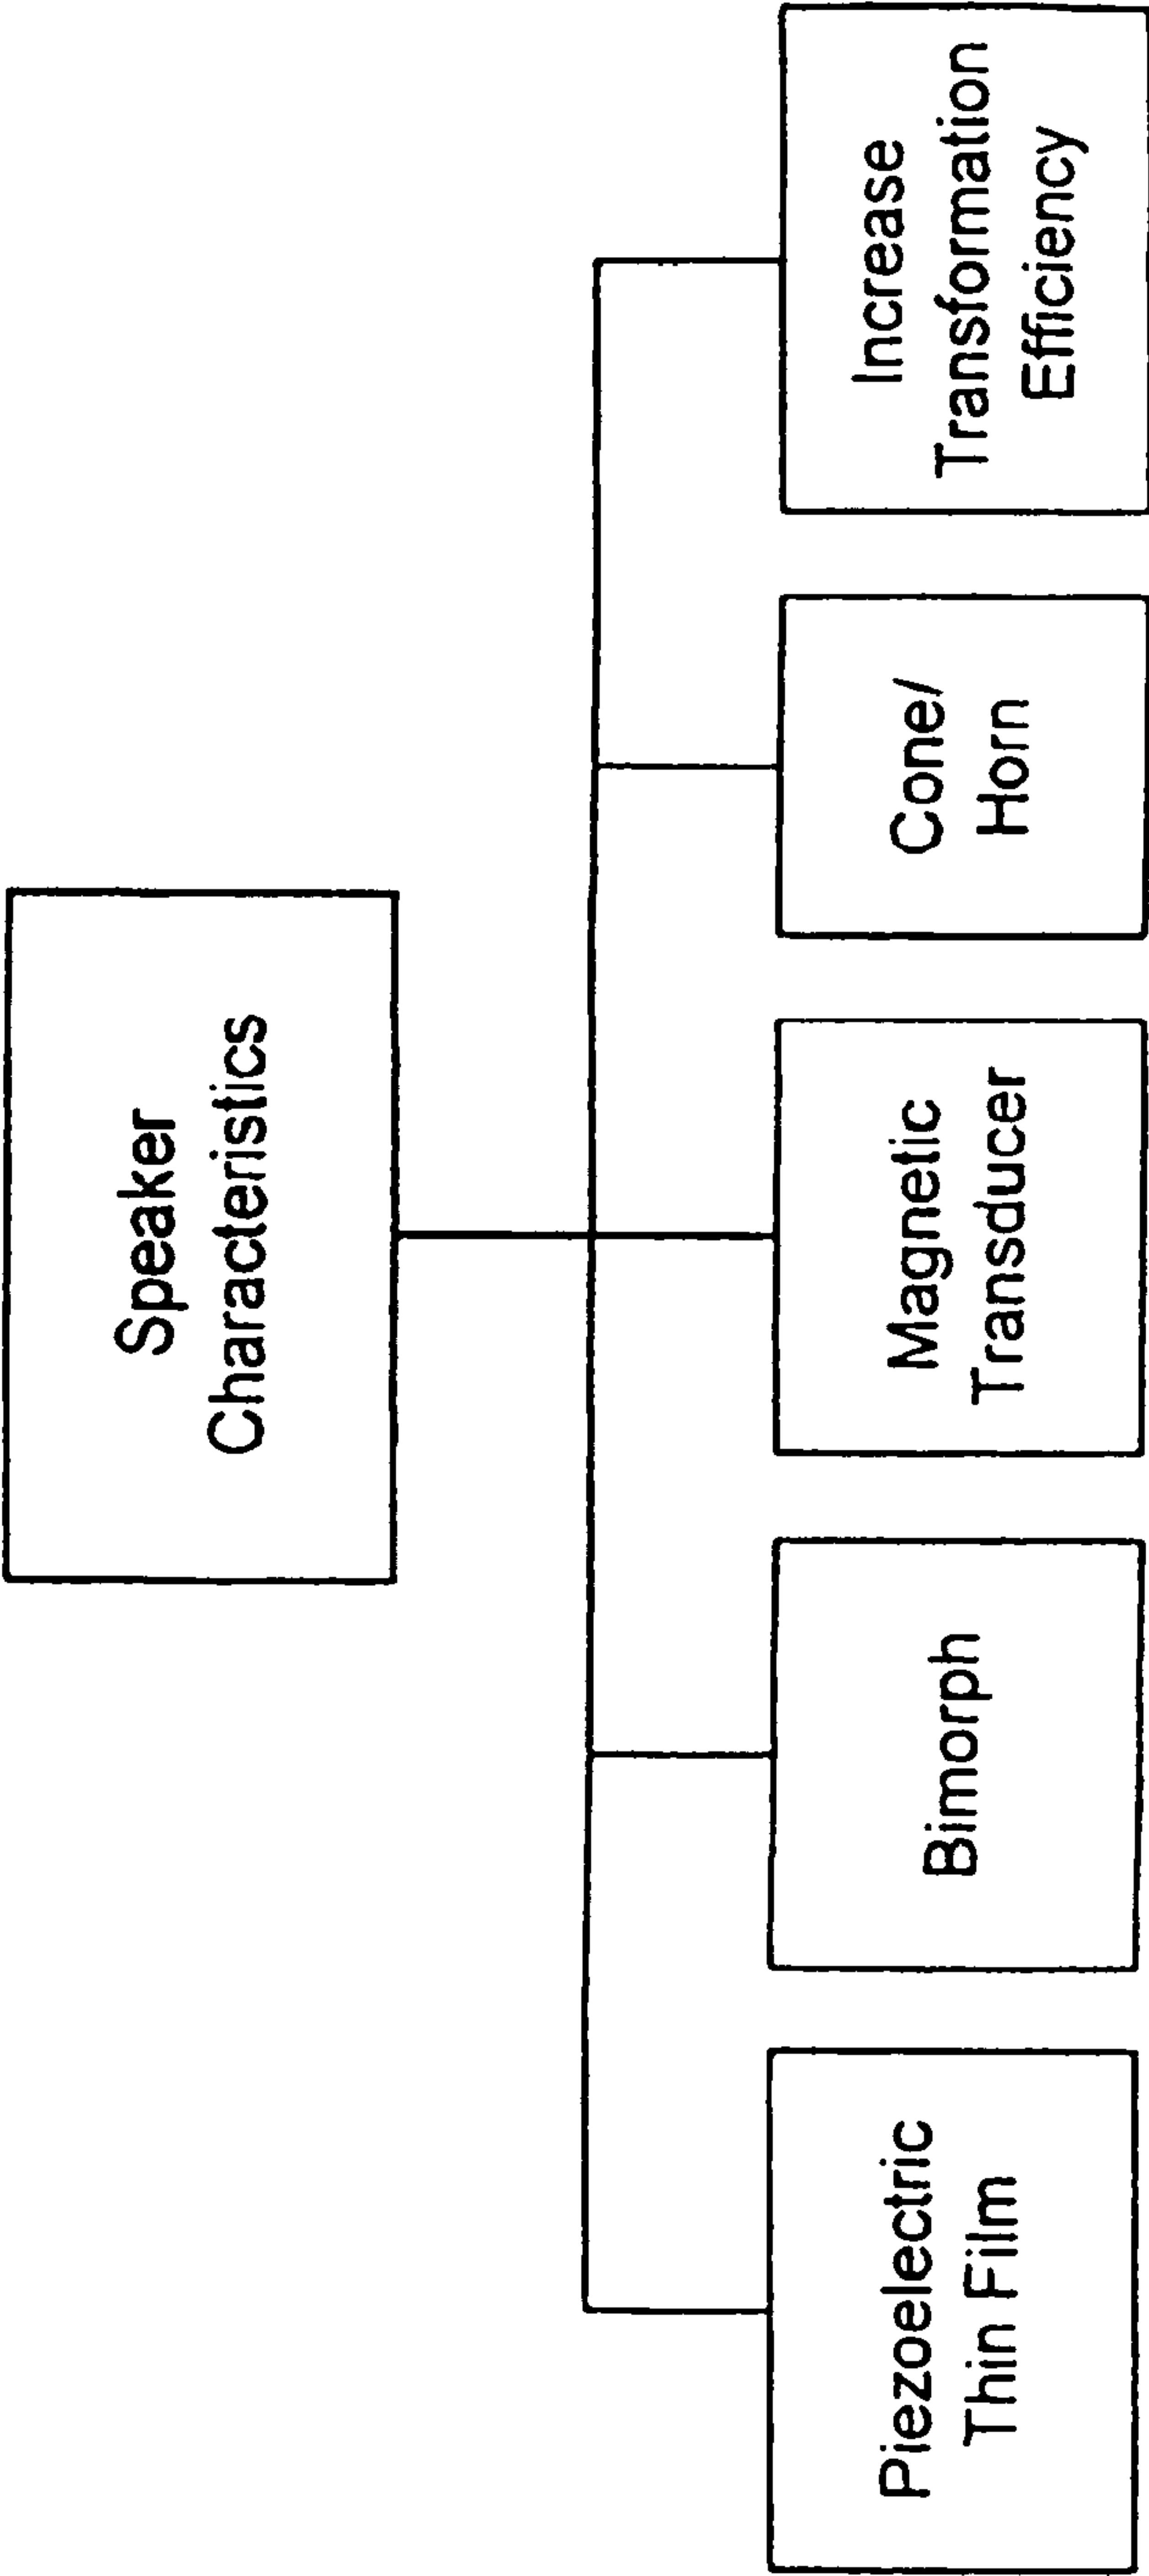 Speaker
Characteristics
Piezoelectric
Thin Film
Bimorph
Magnetic
Transducer
Cone/
Horn
Increase
Transformation
Efficiency